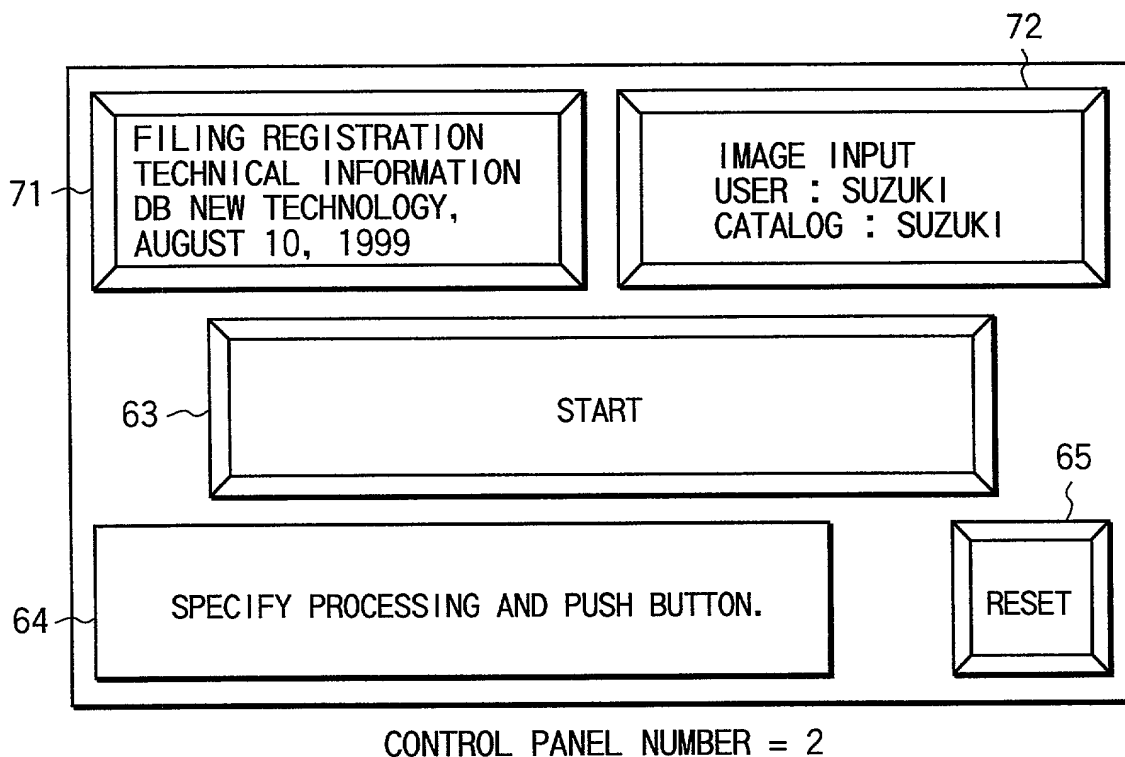 72
FILING REGISTRATION
TECHNICAL INFORMATION
DB NEW TECHNOLOGY,
AUGUST 10, 1999
71
IMAGE INPUT
USER : SUZUKI
CATALOG : SUZUKI
63
START
65
64
SPECIFY PROCESSING AND PUSH BUTTON.
RESET
CONTROL PANEL NUMBER = 2